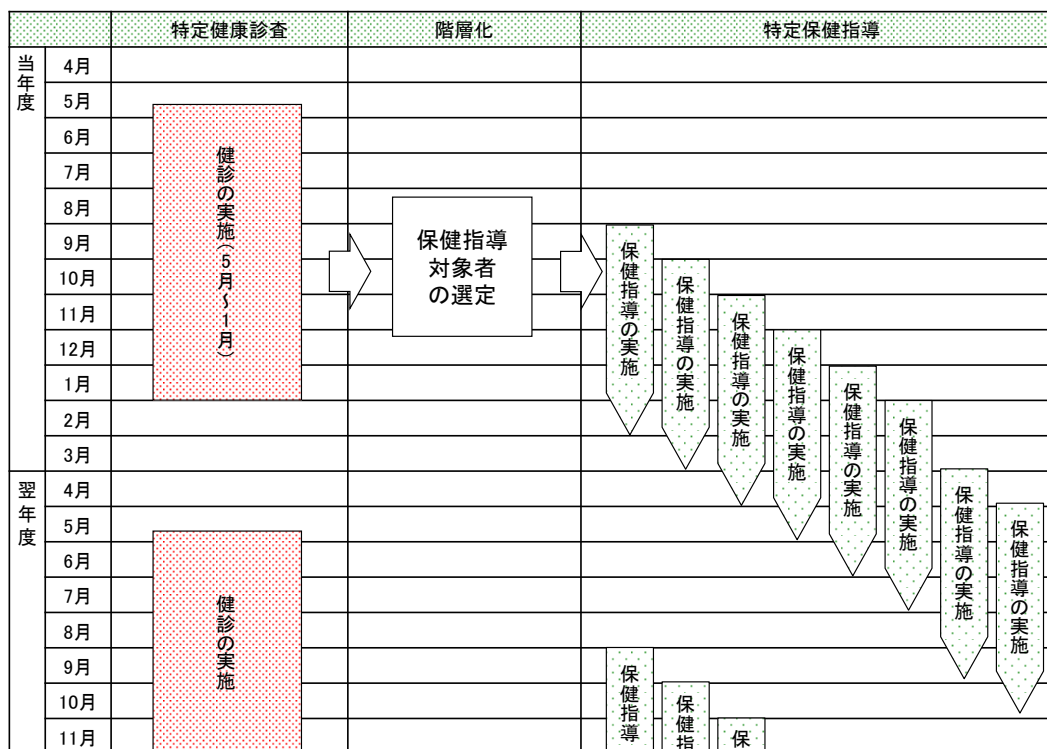 特定健康診査
階層化
特定保健指導
当年度
4月
5月
6月
7月
8月
9月
10月
11月
12月
1月
2月
3月
翌年度
4月
5月
6月
7月
8月
9月
10月
11月
健診の実施(5月~1月)
保健指導
対象者
の選定
保健指導の実施
保健指導の実施
保健指導の実施
保健指導の実施
保健指導の実施
保健指導の実施
保健指導の実施
保健指導の実施
健診の実施
保健指導
保健指
保